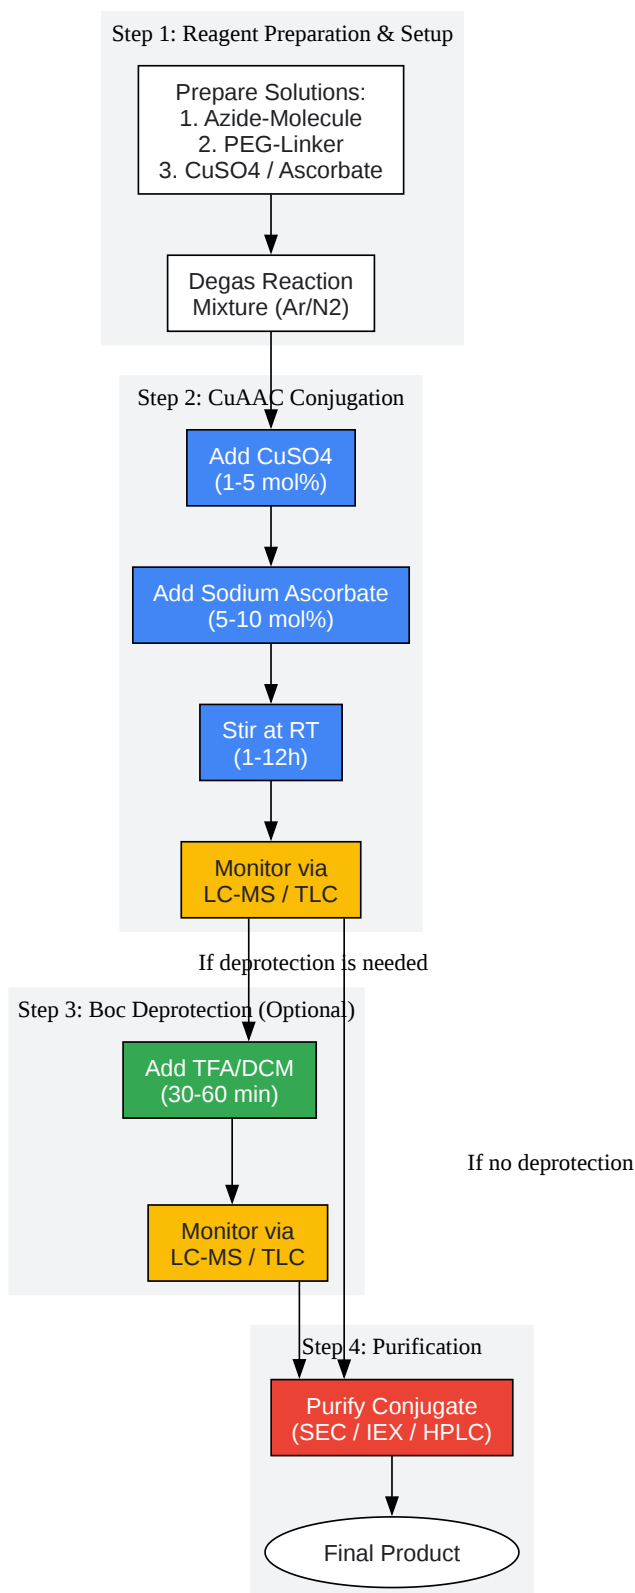 Step 1: Reagent Preparation & Setup
Prepare Solutions:
1. Azide-Molecule
2. PEG-Linker
3. CuSO4 / Ascorbate
Degas Reaction
Mixture (Ar/N2)
Step 2: CuAAC Conjugation
Add CuSO4
(1-5 mol%)
Add Sodium Ascorbate
(5-10 mol%)
Stir at RT
(1-12h)
Monitor via
LC-MS / TLC
If deprotection is needed
Step 3: Boc Deprotection (Optional)
Add TFA/DCM
(30-60 min)
If no deprotection
Monitor via
LC-MS / TLC
Step 4: Purification
Purify Conjugate
(SEC / IEX / HPLC)
Final Product